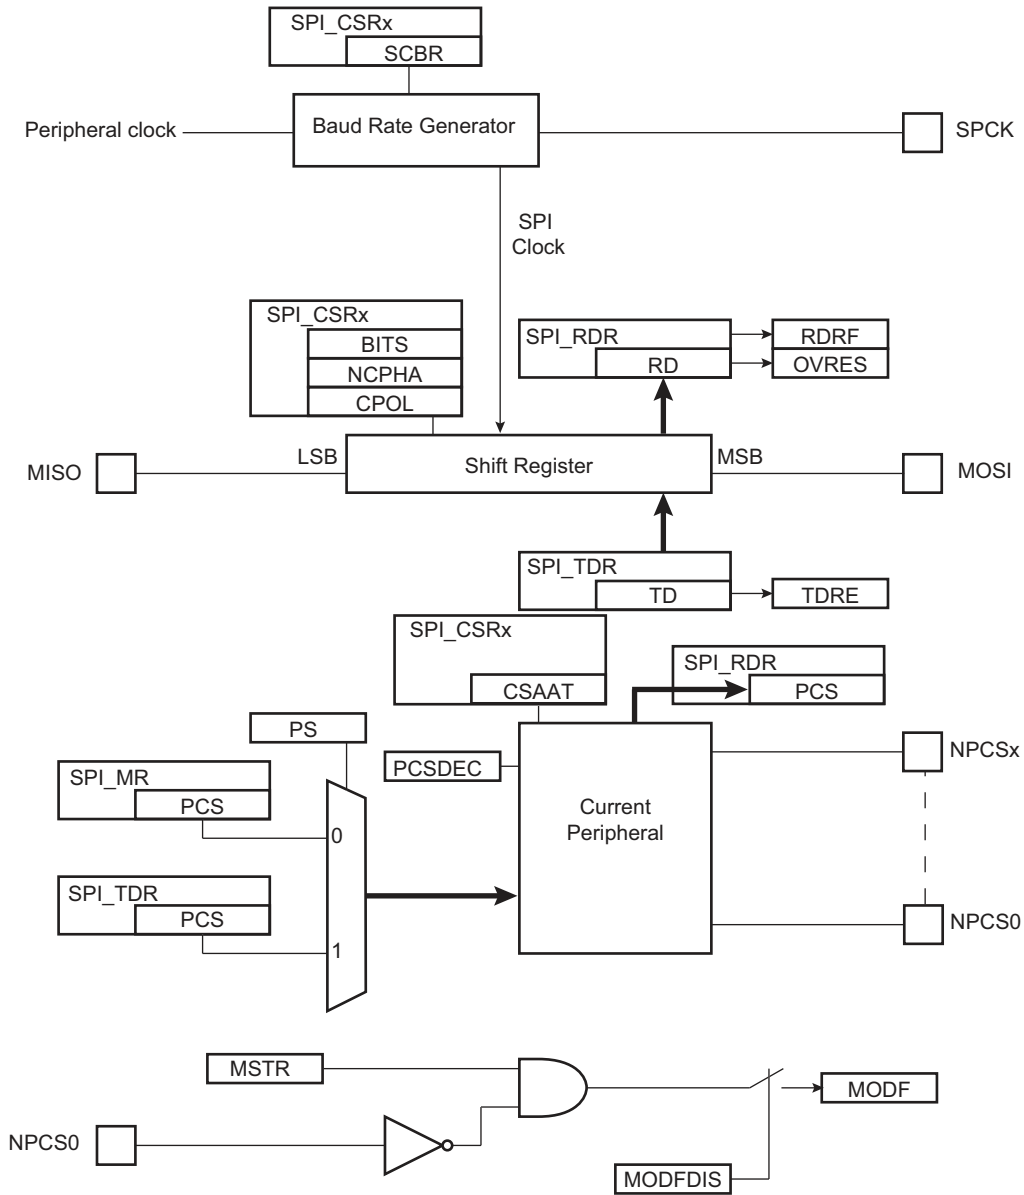 SPI_CSRx
SCBR
Peripheral clock
Baud Rate Generator
SPCK
SPI
Clock
SPI_CSRx
BITS
NCPHA
CPOL
SPI_RDR
RD
RDRF
OVRES
MISO
LSB
Shift Register
MSB
MOSI
SPI_TDR
TD
TDRE
SPI_CSRx
CSAAT
SPI_RDR
PCS
PS
PCSDEC
SPI_MR
PCS
0
Current
Peripheral
NPCSx
SPI_TDR
PCS
1
NPCS0
MSTR
MODF
NPCS0
MODFDIS